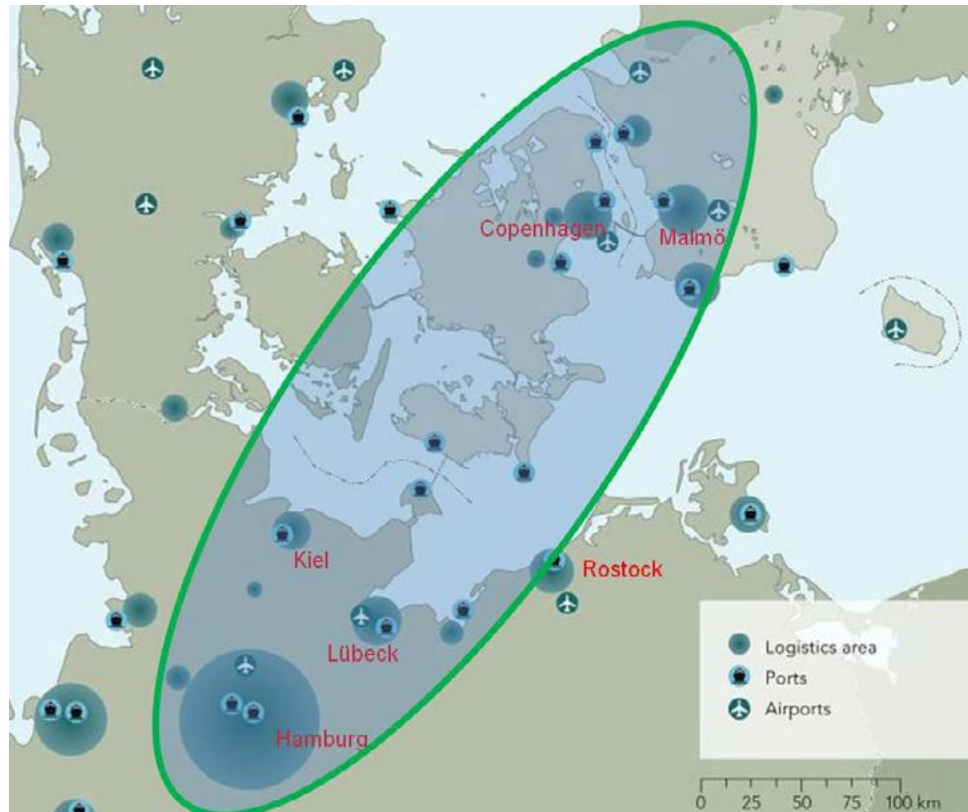 Copenhagen
Malmö
Kiel
Rostock
Lübeck
Hamburg
Logistics area
Ports
Airports
0 25 50 75 100 km